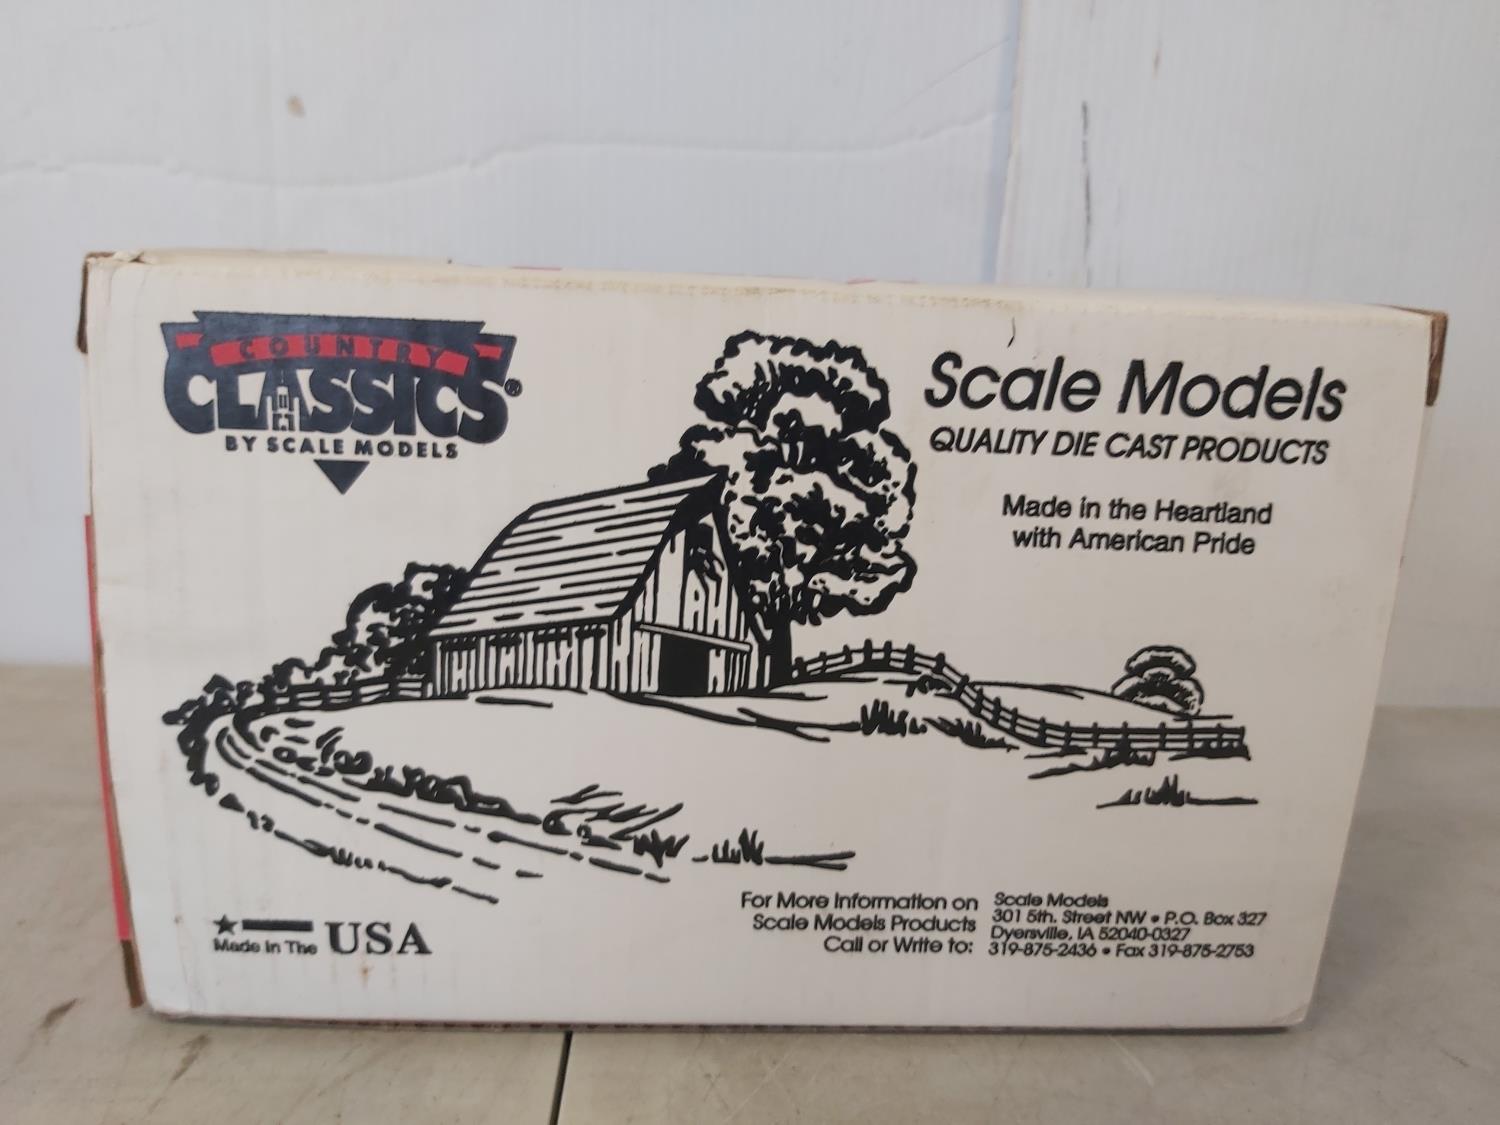 COUNTRY
CLASSICS®
BY SCALE MODELS
Scale Models
QUALITY DIE CAST PRODUCTS
Made in the Heartland
with American Pride
Made In The USA
For More Information on
Scale Models Products
Call or Write to:
Scale Models
301 5th. Street NW • P.O. Box 327
Dyersville, IA 52040-0327
319-875-2436 • Fax 319-875-2753